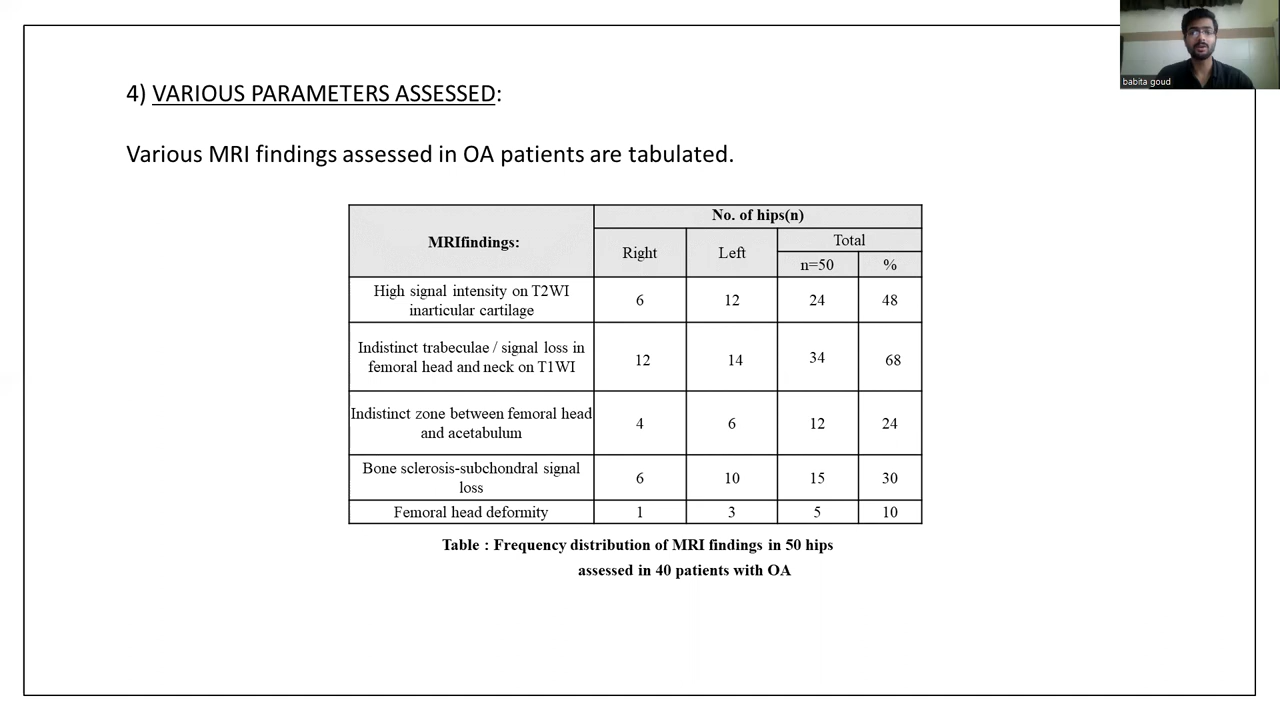 babita goud
4) VARIOUS PARAMETERS ASSESSED:
Various MRI findings assessed in OA patients are tabulated.
MRIfindings:
No. of hips(n)
Right
Left
Total
n=50
%
High signal intensity on T2WI
inarticular cartilage
6
12
24
48
Indistinct trabeculae / signal loss in
femoral head and neck on T1WI
12
14
34
68
Indistinct zone between femoral head
and acetabulum
4
6
12
24
Bone sclerosis-subchondral signal
loss
6
10
15
30
Femoral head deformity
1
3
5
10
Table : Frequency distribution of MRI findings in 50 hips
assessed in 40 patients with OA